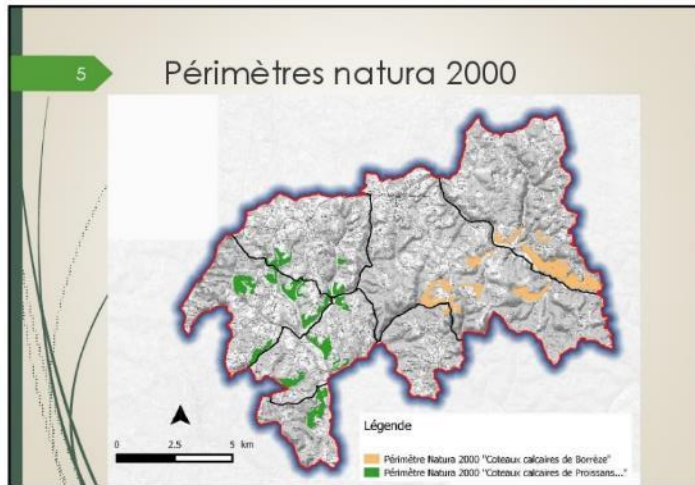 5
Périmètres natura 2000
0 2.5 5 km
Légende
Périmètre Natura 2000 "Coteaux calcaires de Borrèze"
Périmètre Natura 2000 "Coteaux calcaires de Proissans..."